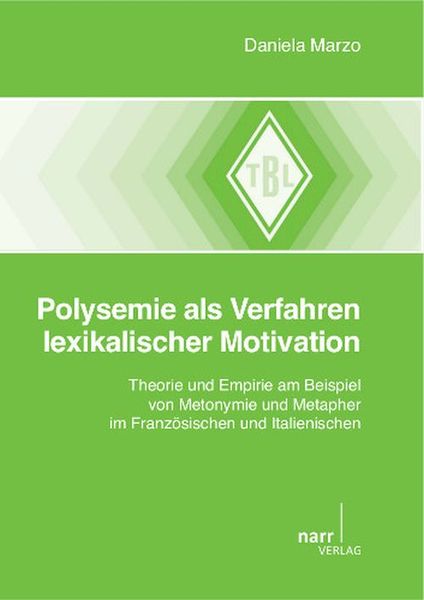 Daniela Marzo
TBL
Polysemie als Verfahren
lexikalischer Motivation
Theorie und Empirie am Beispiel
von Metonymie und Metapher
im Französischen und Italienischen
narr
VERLAG